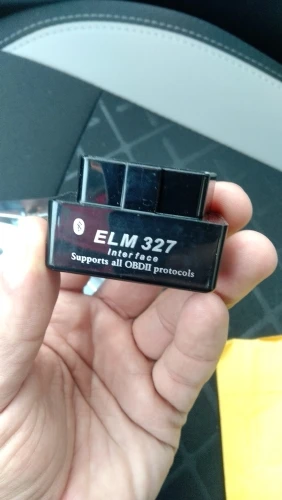 ELM 327
Interface
Supports all OBDII protocols